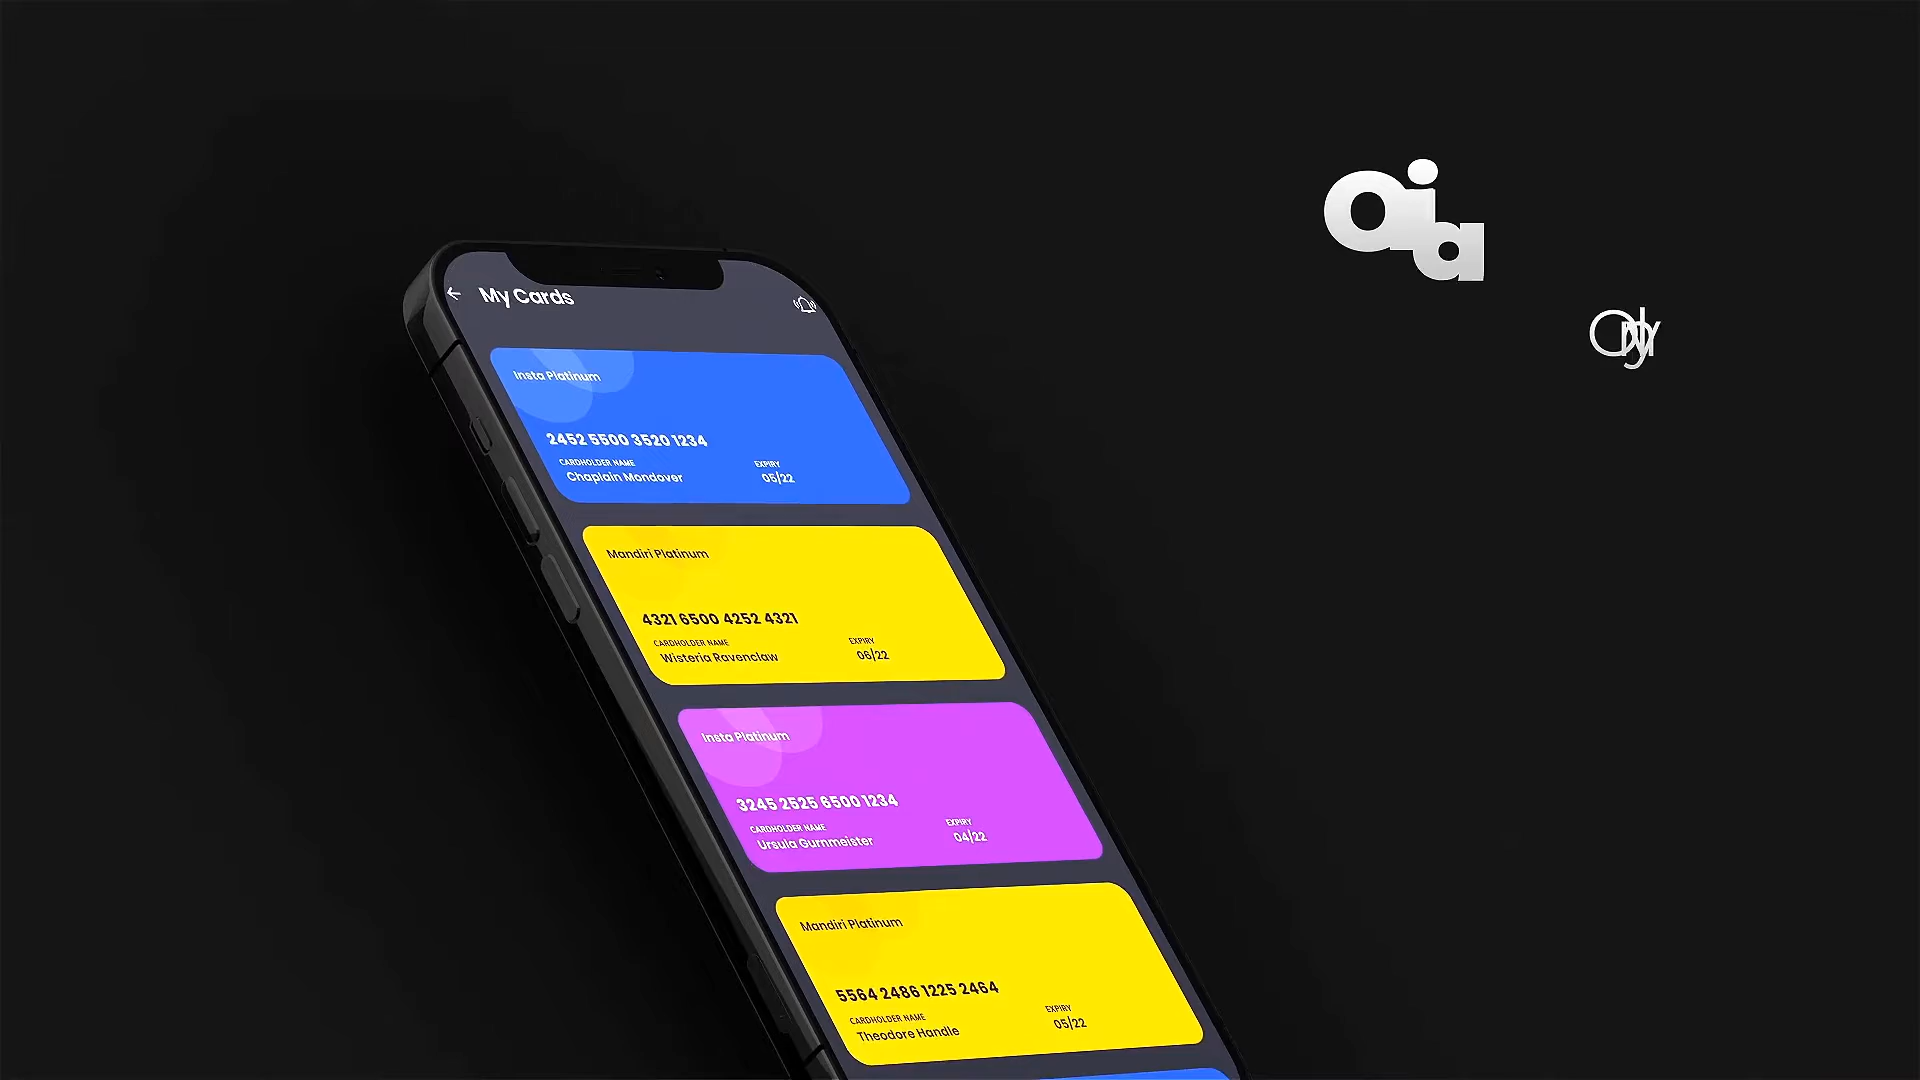 My Cards
Insta Platinum
2452 5500 3520 1234
CARDHOLDER NAME
EXPIRY
Chaplain Mondover
05/22
Mandiri Platinum
4321 6500 4252 4321
CARDHOLDER NAME
EXPIRY
Wisteria Ravenclaw
06/22
Insta Platinum
3245 2525 6500 1234
CARDHOLDER NAME
EXPIRY
Ursula Gurnmeister
04/22
Mandiri Platinum
5564 2486 1225 2464
CARDHOLDER NAME
EXPIRY
Theodore Handle
05/22